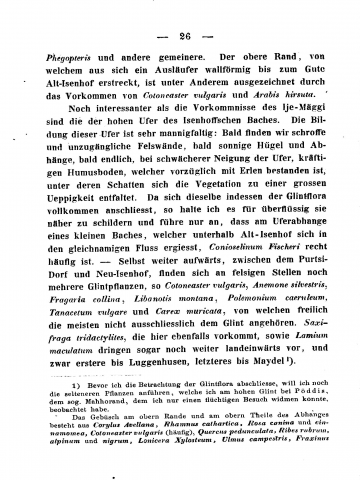 — 26 —
Phegopteris und andere gemeinere. Der obere Rand, von
welchem aus sich ein Ausläufer wallförmig bis zum Gute
Alt-Isenhof erstreckt, ist unter Anderem ausgezeichnet durch
das Vorkommen von Cotoneaster vulgaris und Arabis hirsuta.
Noch interessanter als die Vorkommnisse des Ije-Mäggi
sind die der hohen Ufer des Isenhoffschen Baches. Die Bil-
dung dieser Ufer ist sehr mannigfaltig: Bald finden wir schroffe
und unzugängliche Felswände, bald sonnige Hügel und Ab-
hänge, bald endlich, bei schwächerer Neigung der Ufer, kräfti-
gen Humusboden, welcher vorzüglich mit Erlen bestanden ist,
unter deren Schatten sich die Vegetation zu einer grossen
Ueppigkeit entfaltet. Da sich dieselbe indessen der Glintflora
vollkommen anschliesst, so halte ich es für überflüssig sie
näher zu schildern und führe nur an, dass am Uferabhange
eines kleinen Baches, welcher unterhalb Alt-Isenhof sich in
den gleichnamigen Fluss ergiesst, Conioselinum Fischeri recht
häufig ist. — Selbst weiter aufwärts, zwischen dem Purtsi-
Dorf und Neu-Isenhof, finden sich an felsigen Stellen noch
mehrere Glintpflanzen, so Cotoneaster vulgaris, Anemone silvestris,
Fragaria collina, Libanotis montana, Polemonium caeruleum,
Tanacetum vulgare und Carex muricata, von welchen freilich
die meisten nicht ausschliesslich dem Glint angehören. Saxi-
fraga tridactylites, die hier ebenfalls vorkommt, sowie Lamium
maculatum dringen sogar noch weiter landeinwärts vor, und
zwar erstere bis Luggenhusen, letzteres bis Maydel 1).
1) Bevor ich die Betrachtung der Glintflora abschliesse, will ich noch
die selteneren Pflanzen anführen, welche ich am hohen Glint bei Pöddis,
dem sog. Mahhorand, dem ich nur einen flüchtigen Besuch widmen konnte,
beobachtet habe.
Das Gebüsch am obern Rande und am obern Theile des Abhanges
besteht aus Corylus Avellana, Rhamnus cathartica, Rosa canina und cin-
namomea, Cotoneaster vulgaris (häufig), Quercus pedunculata, Ribes rubrum,
alpinum und nigrum, Lonicera Xylosteum, Ulmus campestris, Fraxinus